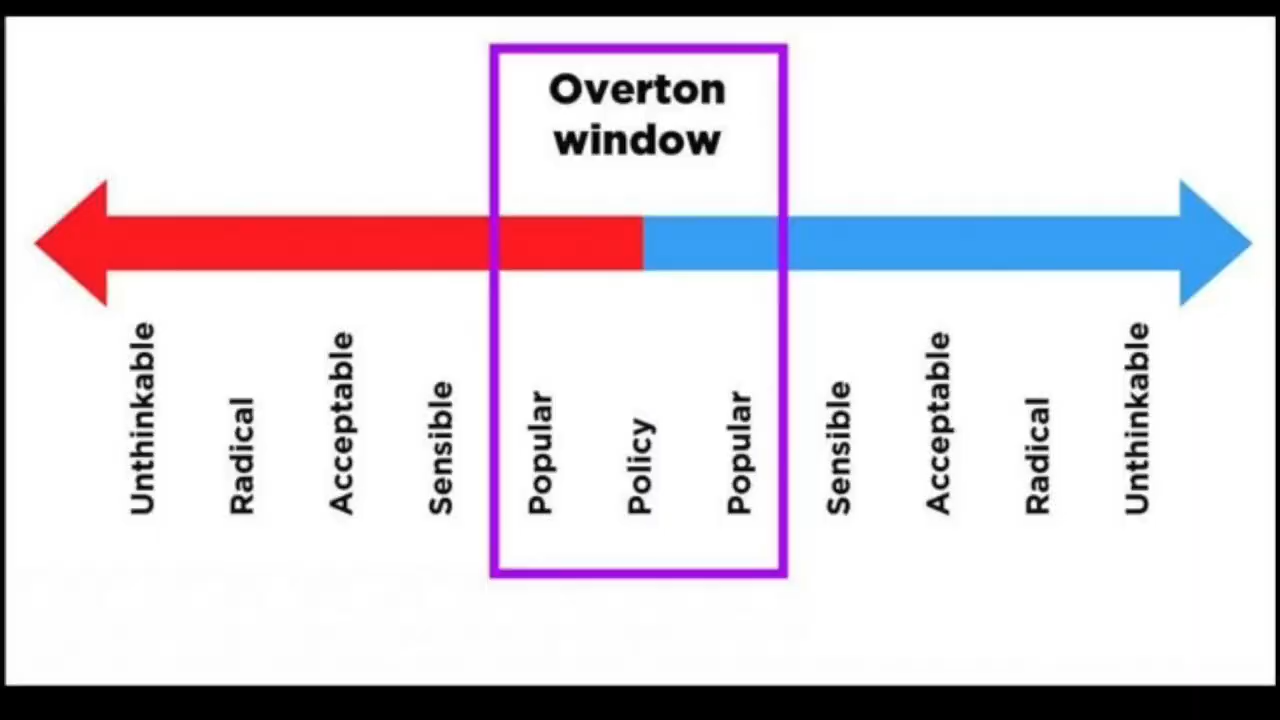 Overton
window
Unthinkable
Radical
Acceptable
Sensible
Popular
Policy
Popular
Sensible
Acceptable
Radical
Unthinkable